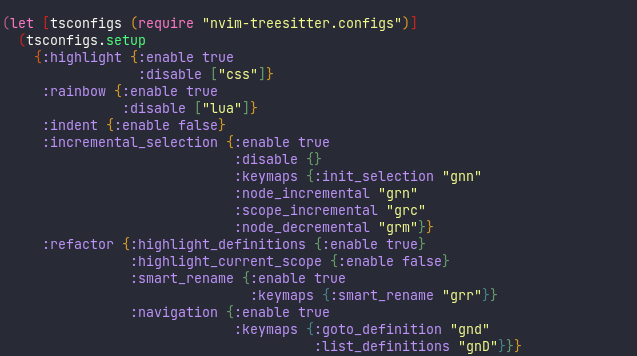 (let [tsconfigs (require "nvim-treesitter.configs")]
  (tsconfigs.setup
    {:highlight {:enable true
                 :disable ["css"]}
     :rainbow {:enable true
               :disable ["lua"]}
     :indent {:enable false}
     :incremental_selection {:enable true
                             :disable {}
                             :keymaps {:init_selection "gnn"
                             :node_incremental "grn"
                             :scope_incremental "grc"
                             :node_decremental "grm"}}
     :refactor {:highlight_definitions {:enable true}
                :highlight_current_scope {:enable false}
                :smart_rename {:enable true
                               :keymaps {:smart_rename "grr"}}
                :navigation {:enable true
                             :keymaps {:goto_definition "gnd"
                                       :list_definitions "gnD"}}}